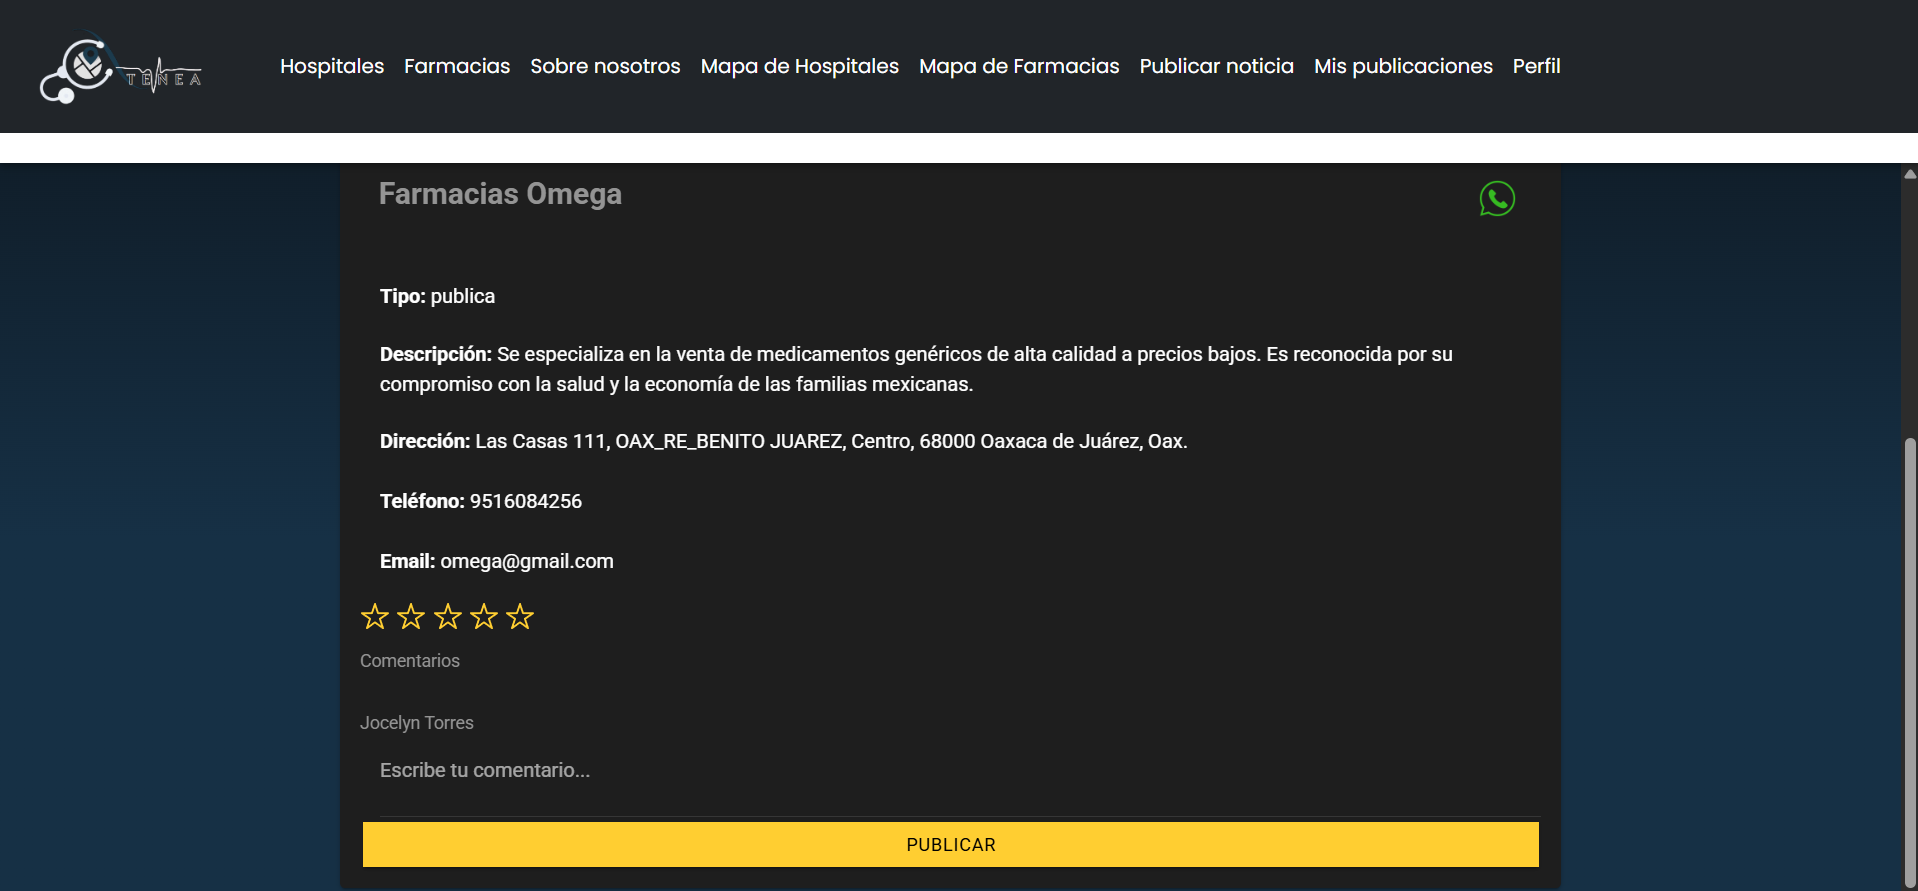 TENEA
Hospitales Farmacias Sobre nosotros Mapa de Hospitales Mapa de Farmacias Publicar noticia Mis publicaciones Perfil
Farmacias Omega
Tipo: publica
Descripción: Se especializa en la venta de medicamentos genéricos de alta calidad a precios bajos. Es reconocida por su
compromiso con la salud y la economía de las familias mexicanas.
Dirección: Las Casas 111, OAX_RE_BENITO JUAREZ, Centro, 68000 Oaxaca de Juárez, Oax.
Teléfono: 9516084256
Email: omega@gmail.com
Comentarios
Jocelyn Torres
Escribe tu comentario...
PUBLICAR